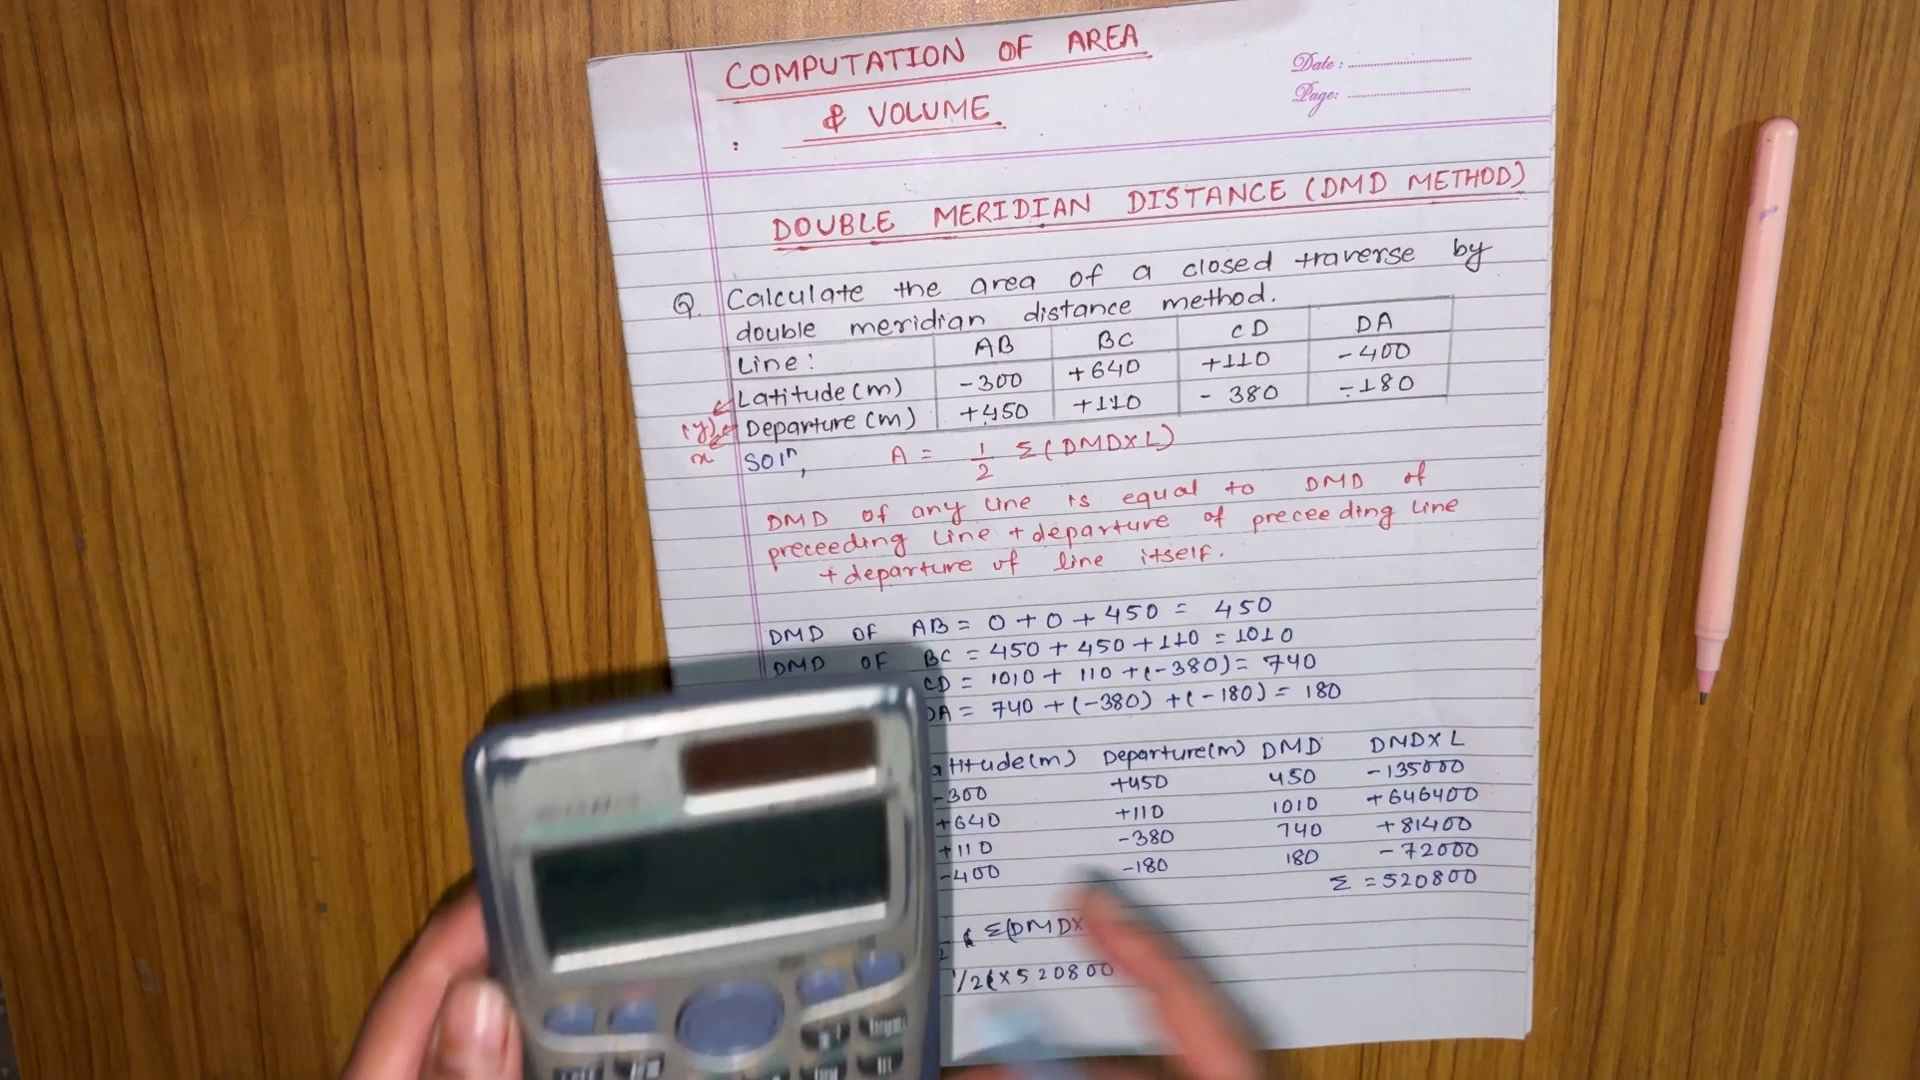 COMPUTATION OF AREA
& VOLUME
Date :
Page:
DOUBLE MERIDIAN DISTANCE (DMD METHOD)
Q. Calculate the area of a closed traverse by
double meridian distance method.
Line: AB BC CD DA
Latitude (m) -300 +640 +110 -400
(y) Departure (m) +450 +110 - 380 -180
x Solⁿ, A = 1/2 Σ(DMD×L)
DMD of any line is equal to DMD of
preceeding line + departure of preceeding line
+ departure of line itself.
DMD OF AB = 0 + 0 + 450 = 450
DMD OF BC = 450 + 450 + 110 = 1010
CD = 1010 + 110 + (-380) = 740
DA = 740 + (-380) + (-180) = 180
atitude (m) Departure (m) DMD DMD×L
-300 +450 450 -135000
+640 +110 1010 +646400
+110 -380 740 +81400
-400 -180 180 -72000
Σ = 520800
Σ(DMD×
1/2 (×520800